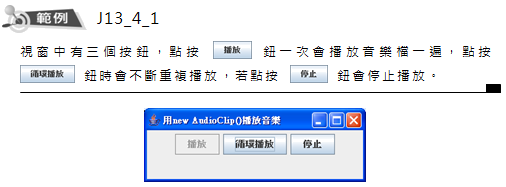 範例 J13_4_1
視窗中有三個按鈕，點按 播放 鈕一次會播放音樂檔一遍，點按
循環播放 鈕時會不斷重複播放，若點按 停止 鈕會停止播放。
用new AudioClip()播放音樂
播放 循環播放 停止